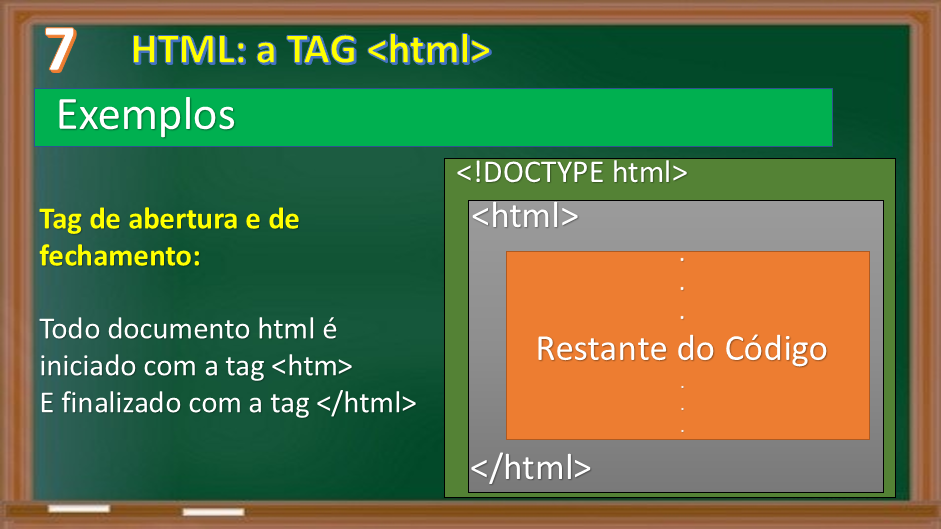 7 HTML: a TAG <html>
Exemplos
Tag de abertura e de
fechamento:
Todo documento html é
iniciado com a tag <htm>
E finalizado com a tag </html>
<!DOCTYPE html>
<html>
.
.
.
Restante do Código
.
.
.
</html>